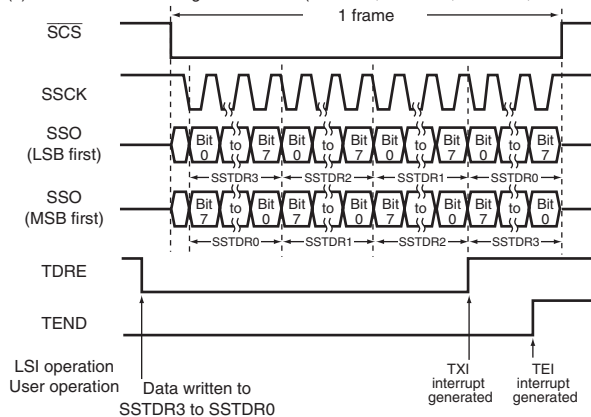 1 frame
SCS
SSCK
SSO
(LSB first)
Bit 0 to Bit 7 Bit 0 to Bit 7 Bit 0 to Bit 7 Bit 0 to Bit 7
SSTDR3 SSTDR2 SSTDR1 SSTDR0
SSO
(MSB first)
Bit 7 to Bit 0 Bit 7 to Bit 0 Bit 7 to Bit 0 Bit 7 to Bit 0
SSTDR0 SSTDR1 SSTDR2 SSTDR3
TDRE
TEND
LSI operation
User operation
Data written to
SSTDR3 to SSTDR0
TXI
interrupt
generated
TEI
interrupt
generated